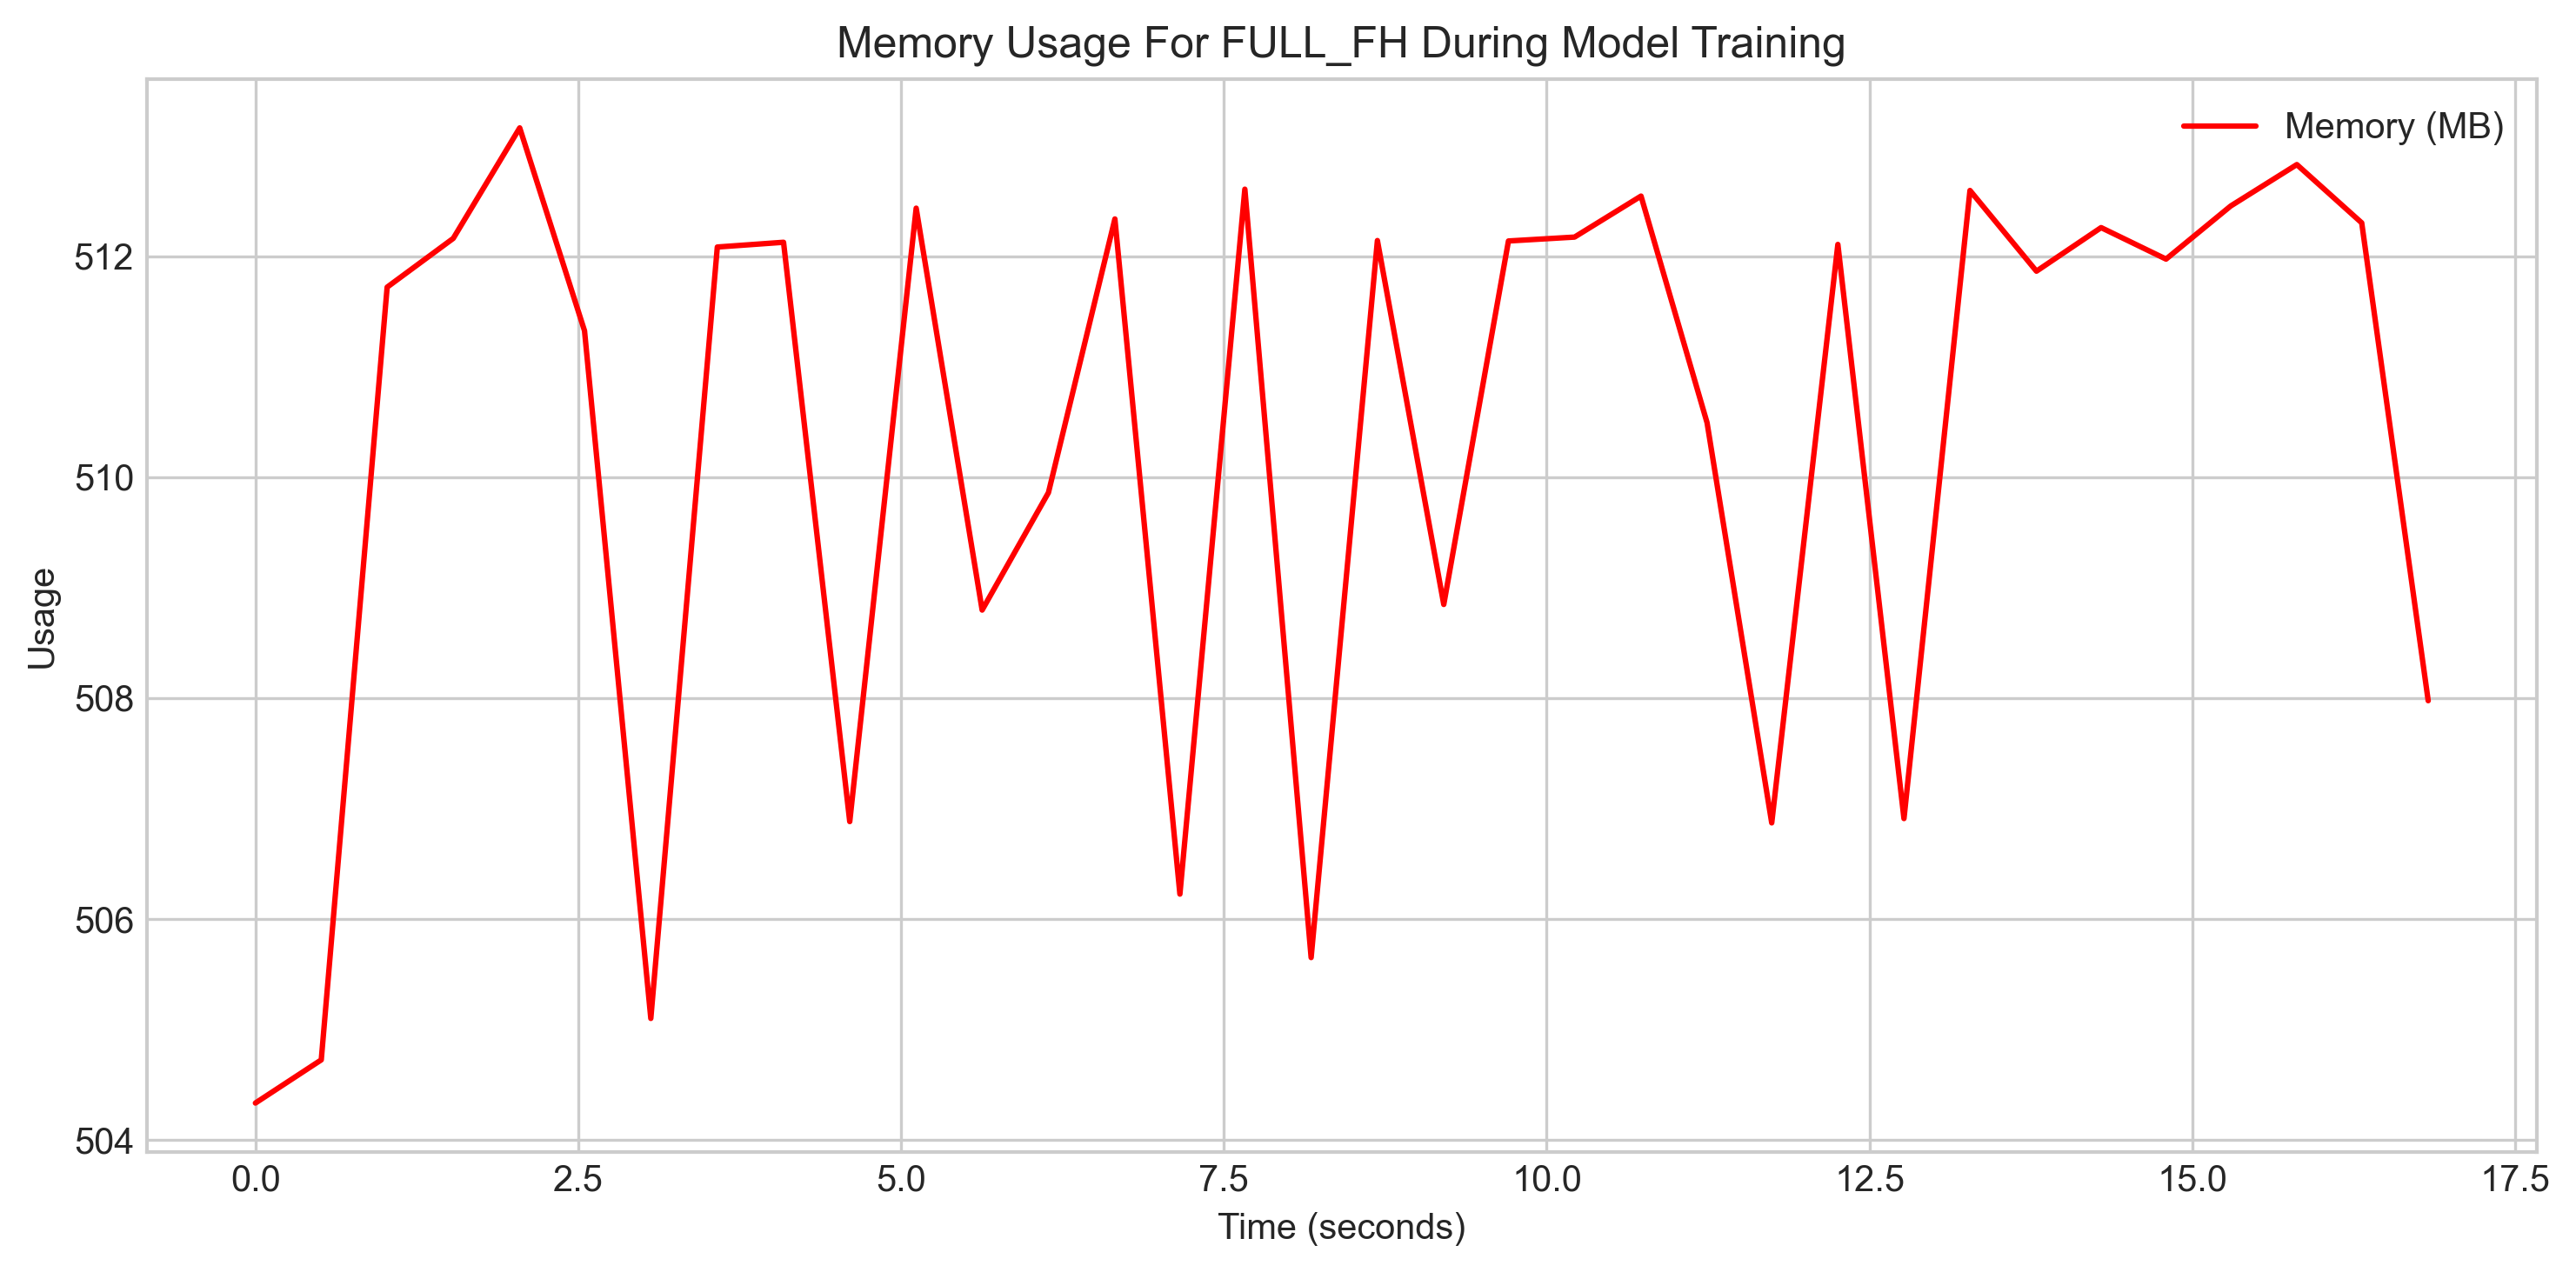 Memory Usage For FULL_FH During Model Training
Memory (MB)
512
510
508
506
504
Usage
0.0 2.5 5.0 7.5 10.0 12.5 15.0 17.5
Time (seconds)